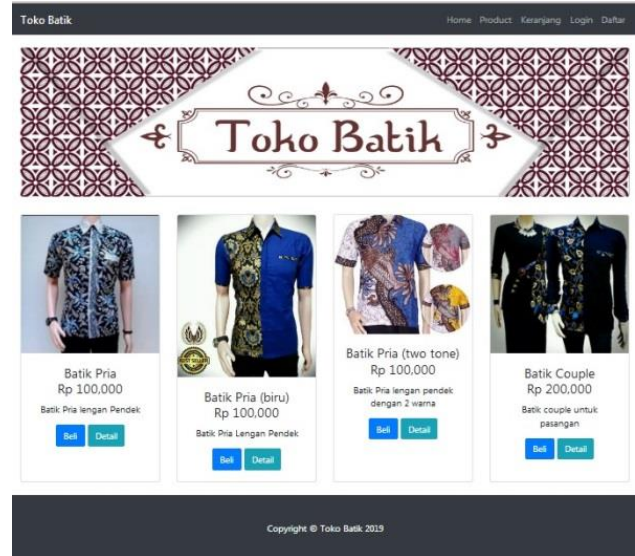 Toko Batik
Home Product Keranjang Login Daftar
Toko Batik
Batik Pria
Rp 100,000
Batik Pria lengan Pendek
Beli Detail
BEST SELLER
Batik Pria (biru)
Rp 100,000
Batik Pria Lengan Pendek
Beli Detail
Batik Pria (two tone)
Rp 100,000
Batik Pria lengan pendek
dengan 2 warna
Beli Detail
Batik Couple
Rp 200,000
Batik couple untuk
pasangan
Beli Detail
Copyright © Toko Batik 2019